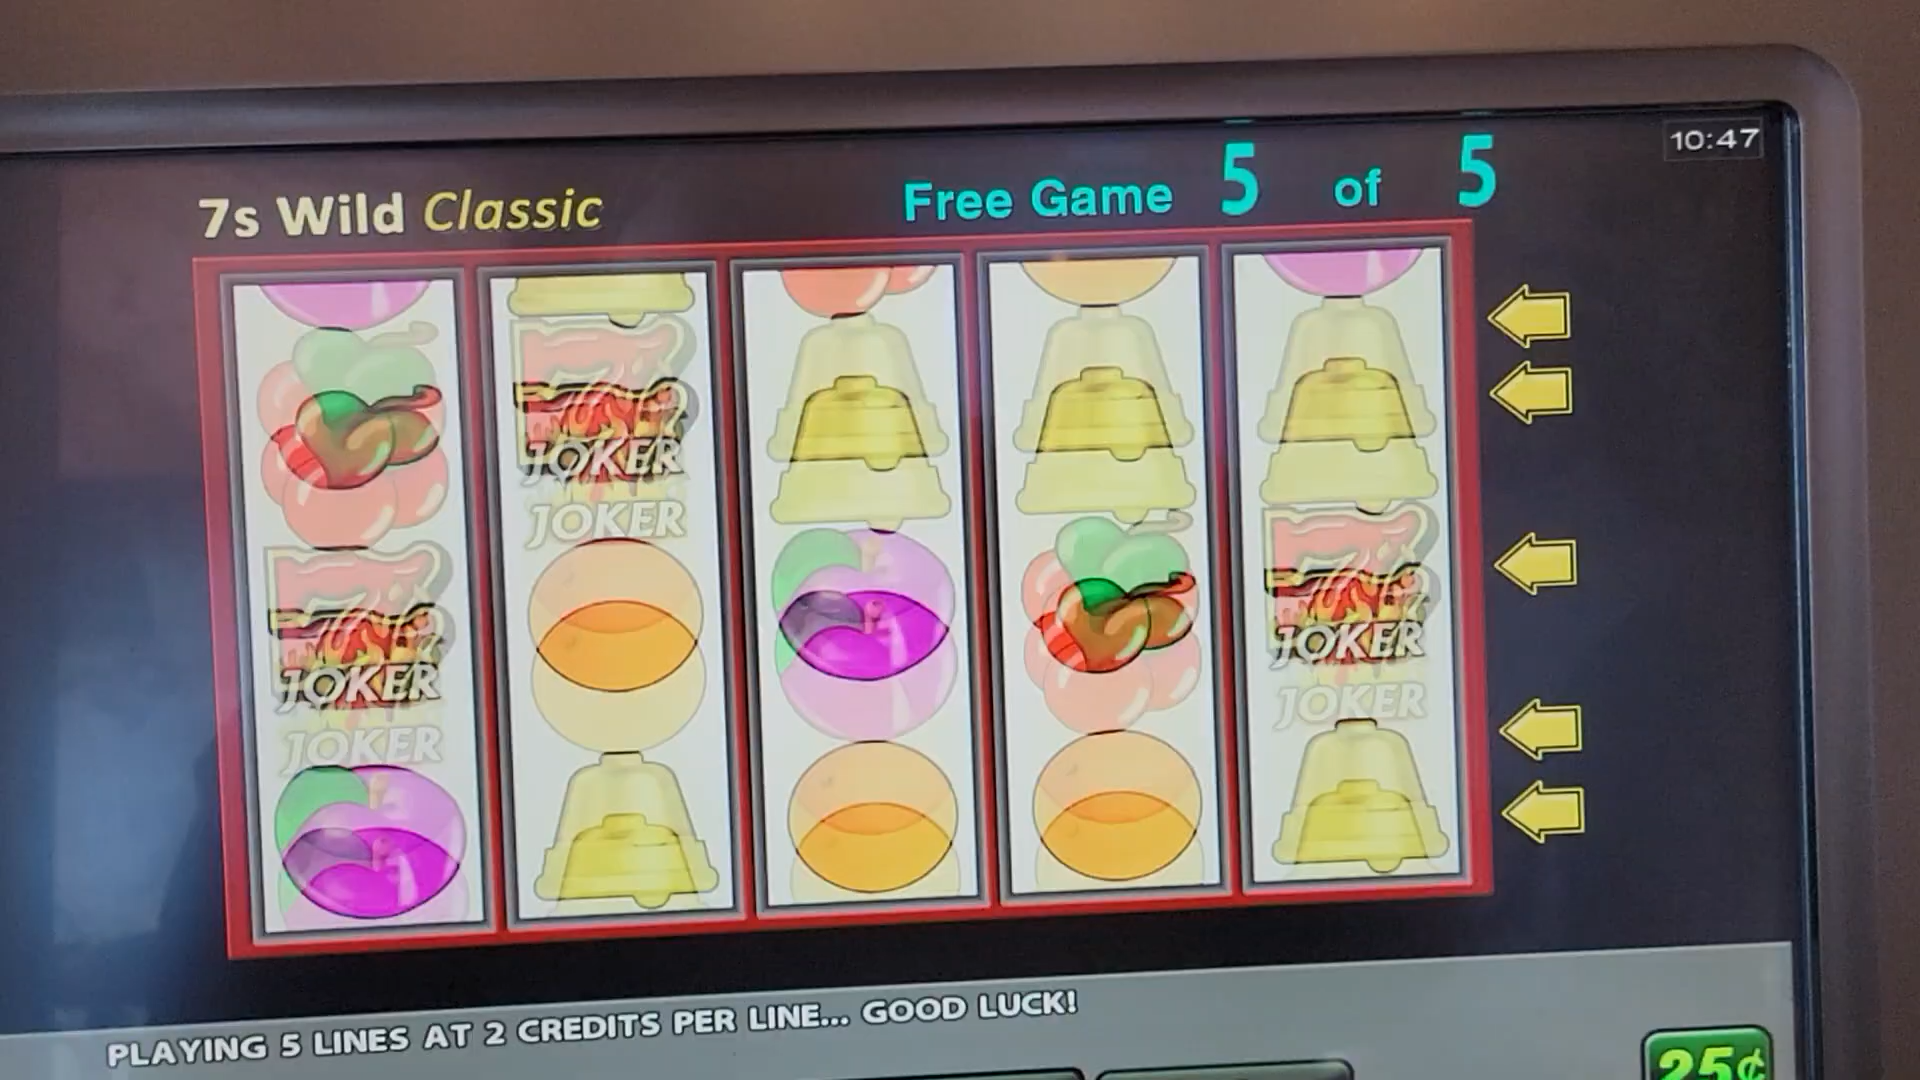 10:47
7s Wild Classic
Free Game 5 of 5
JOKER
JOKER
JOKER
JOKER
JOKER
JOKER
PLAYING 5 LINES AT 2 CREDITS PER LINE... GOOD LUCK!
25¢